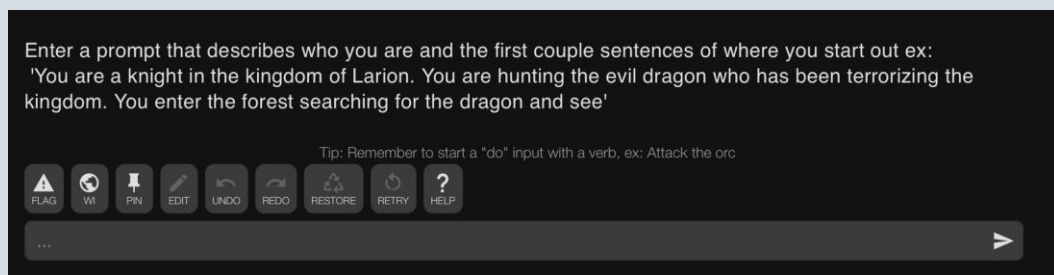 Enter a prompt that describes who you are and the first couple sentences of where you start out ex:
'You are a knight in the kingdom of Larion. You are hunting the evil dragon who has been terrorizing the
kingdom. You enter the forest searching for the dragon and see'
Tip: Remember to start a "do" input with a verb, ex: Attack the orc
FLAG WI PIN EDIT UNDO REDO RESTORE RETRY HELP
...